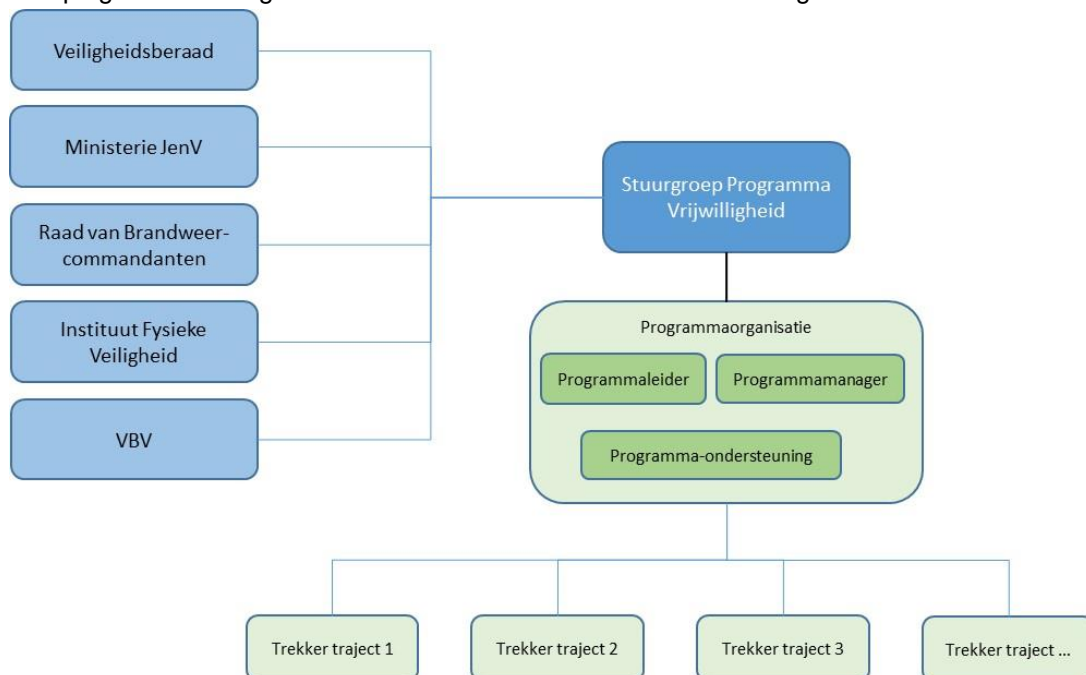 Veiligheidsberaad
Ministerie JenV
Raad van Brandweer-
commandanten
Instituut Fysieke
Veiligheid
VBV
Stuurgroep Programma
Vrijwilligheid
Programmaorganisatie
Programmaleider
Programmamanager
Programma-ondersteuning
Trekker traject 1
Trekker traject 2
Trekker traject 3
Trekker traject ...